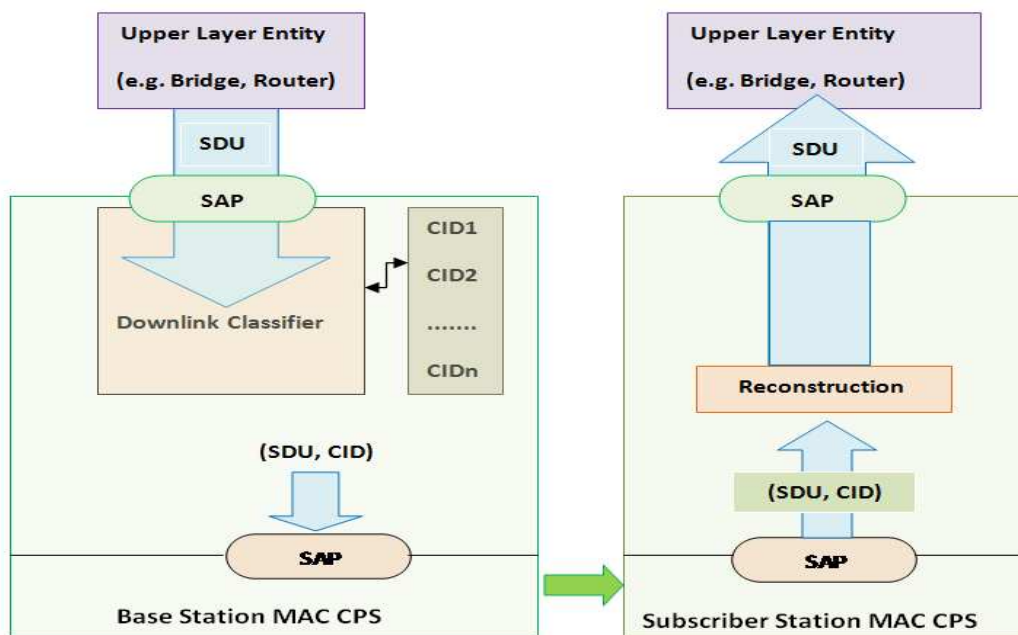 Upper Layer Entity
(e.g. Bridge, Router)
SDU
SAP
Downlink Classifier
CID1
CID2
.......
CIDn
(SDU, CID)
SAP
Base Station MAC CPS
Upper Layer Entity
(e.g. Bridge, Router)
SDU
SAP
Reconstruction
(SDU, CID)
SAP
Subscriber Station MAC CPS